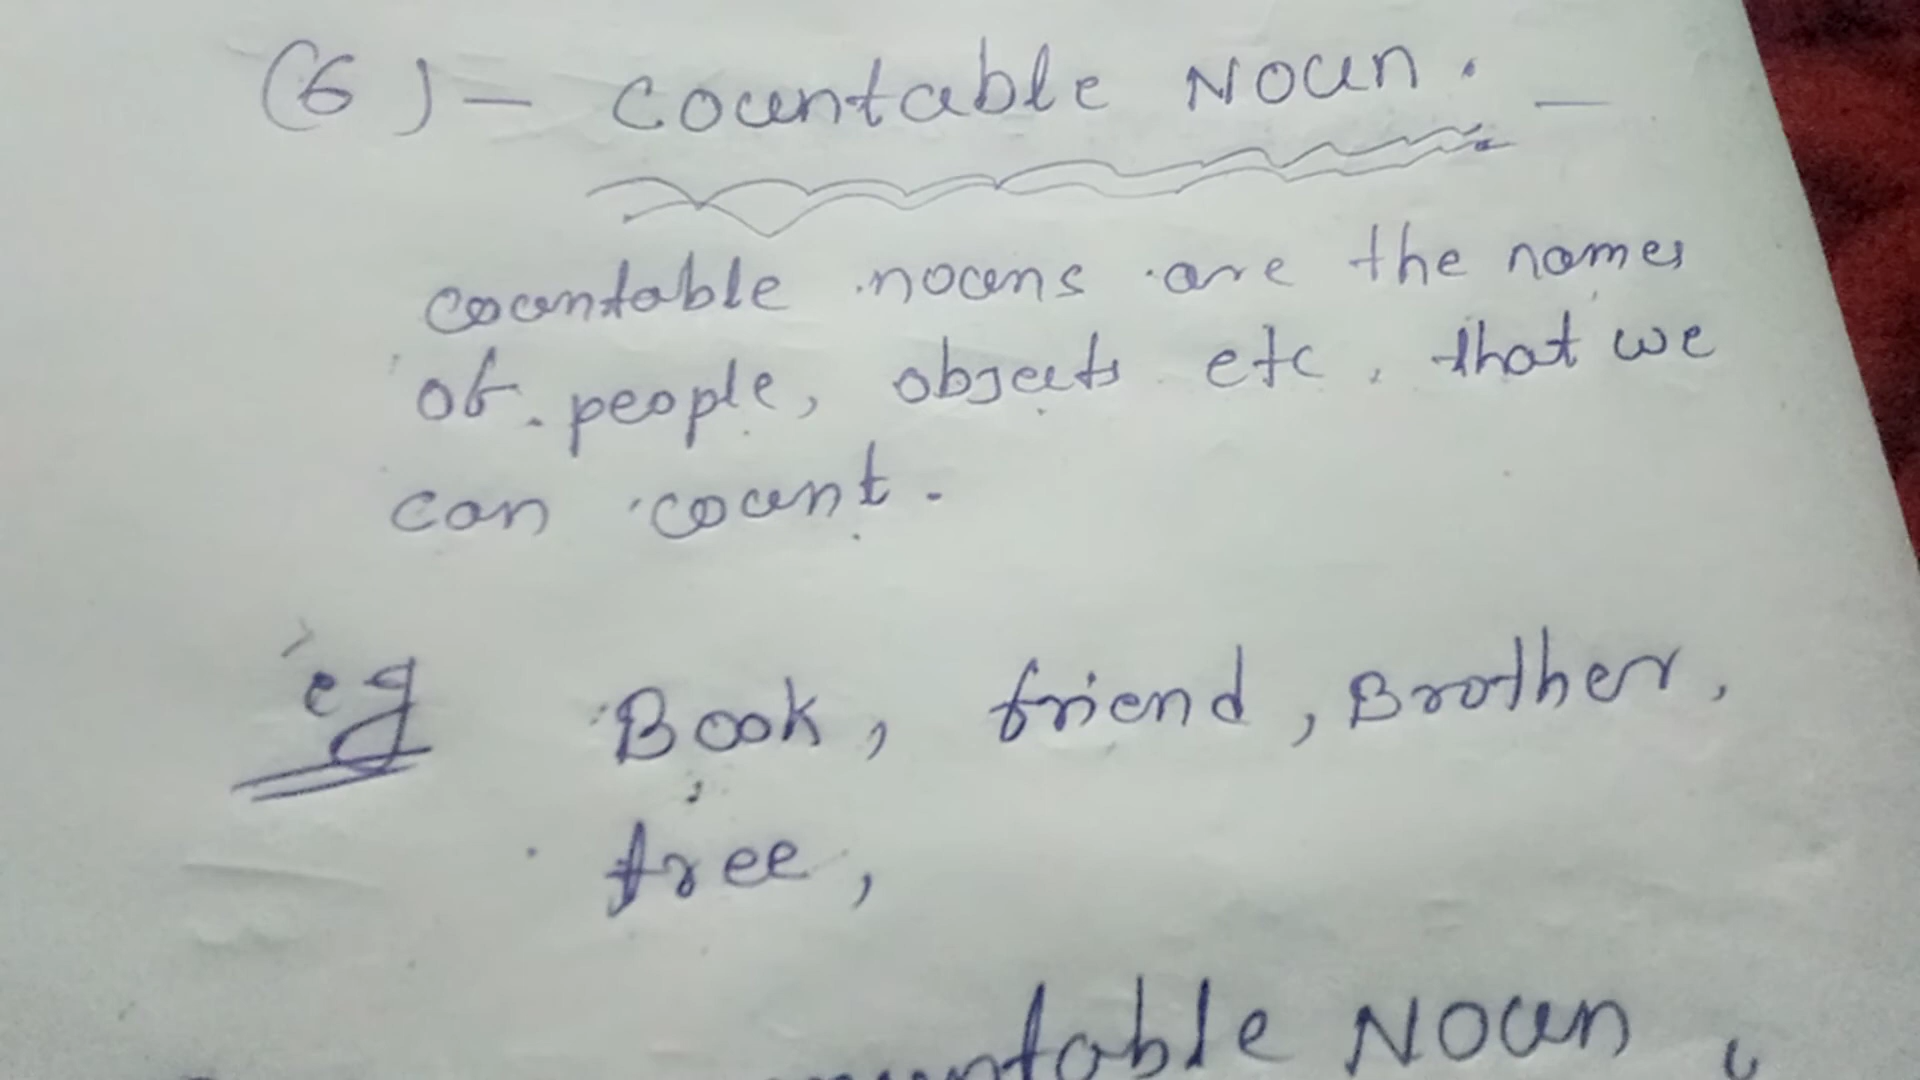 (6) - Countable Noun. -
countable nouns are the names
of people, objects etc. that we
can count.
eg Book, friend, Brother,
tree,
Noun